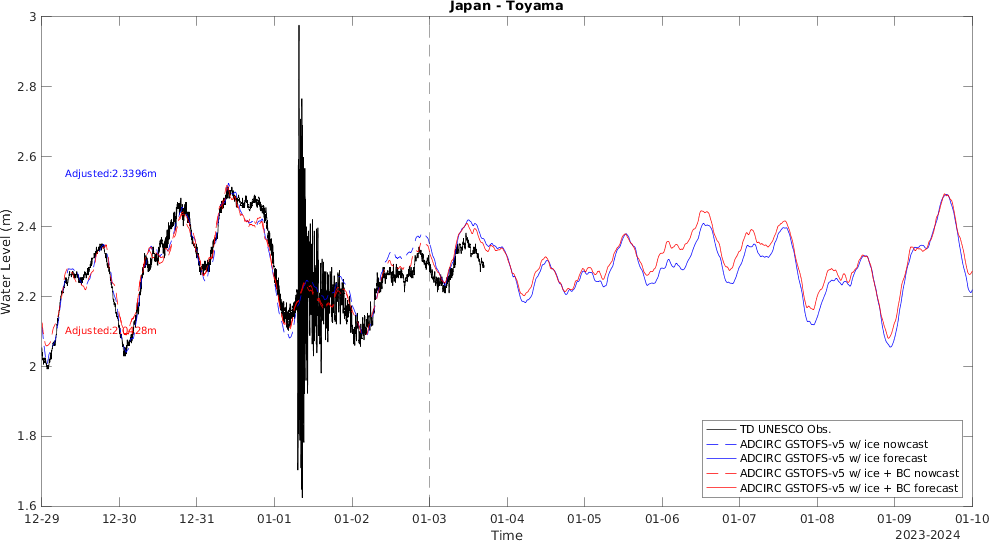 Japan - Toyama
Water Level (m)
3
2.8
2.6
2.4
2.2
2
1.8
1.6
Adjusted:2.3396m
Adjusted:2.0428m
TD UNESCO Obs.
ADCIRC GSTOFS-v5 w/ ice nowcast
ADCIRC GSTOFS-v5 w/ ice forecast
ADCIRC GSTOFS-v5 w/ ice + BC nowcast
ADCIRC GSTOFS-v5 w/ ice + BC forecast
12-29 12-30 12-31 01-01 01-02 01-03 01-04 01-05 01-06 01-07 01-08 01-09 01-10
Time
2023-2024